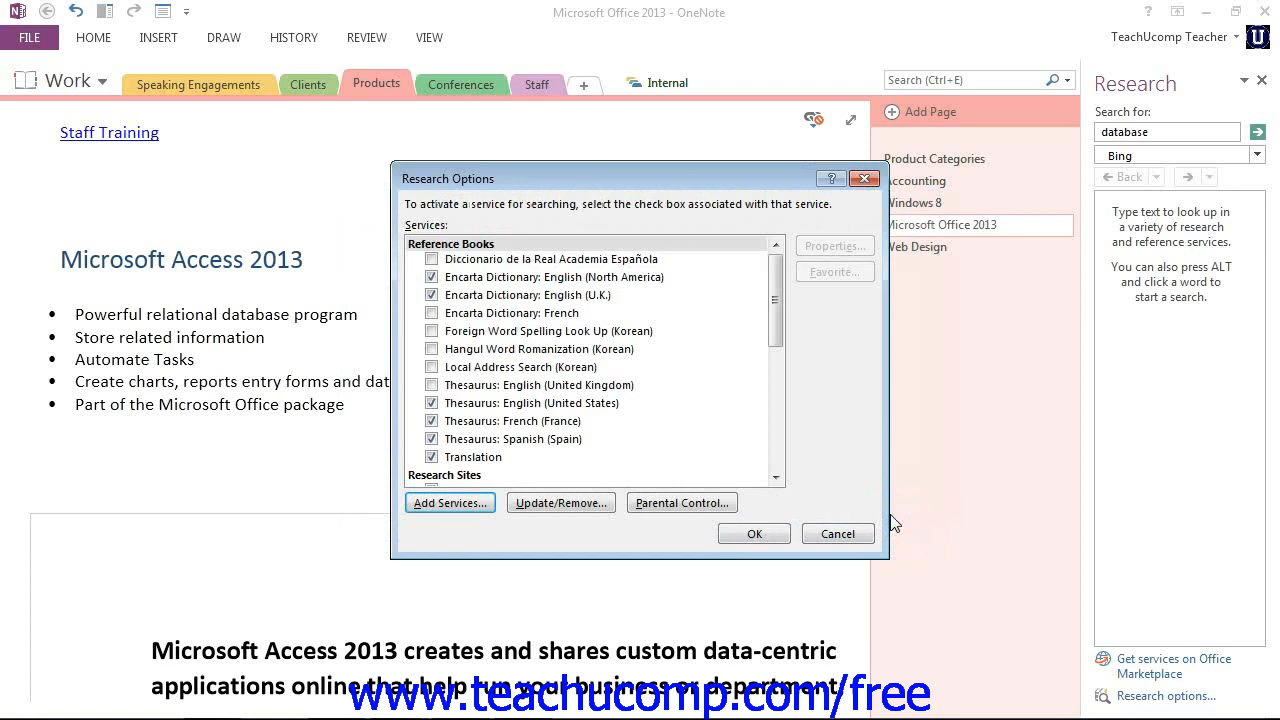 Microsoft Office 2013 - OneNote
FILE HOME INSERT DRAW HISTORY REVIEW VIEW
TeachUcomp Teacher
Work
Speaking Engagements
Clients
Products
Conferences
Staff
Internal
Search (Ctrl+E)
Staff Training
Microsoft Access 2013
• Powerful relational database program
• Store related information
• Automate Tasks
• Create charts, reports entry forms and dat
• Part of the Microsoft Office package
Microsoft Access 2013 creates and shares custom data-centric
applications online that help run your business or department
Research Options
To activate a service for searching, select the check box associated with that service.
Services:
Reference Books
Diccionario de la Real Academia Española
Encarta Dictionary: English (North America)
Encarta Dictionary: English (U.K.)
Encarta Dictionary: French
Foreign Word Spelling Look Up (Korean)
Hangul Word Romanization (Korean)
Local Address Search (Korean)
Thesaurus: English (United Kingdom)
Thesaurus: English (United States)
Thesaurus: French (France)
Thesaurus: Spanish (Spain)
Translation
Research Sites
Properties...
Favorite...
Add Services...
Update/Remove...
Parental Control...
OK
Cancel
Add Page
Product Categories
Accounting
Windows 8
Microsoft Office 2013
Web Design
Research
Search for:
database
Bing
Back
Type text to look up in
a variety of research
and reference services.
You can also press ALT
and click a word to
start a search.
Get services on Office
Marketplace
Research options...
www.teachucomp.com/free